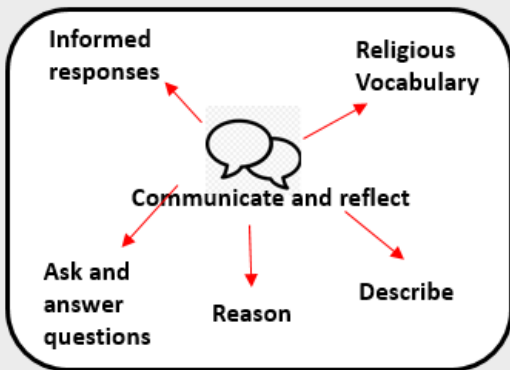 Informed
responses
Religious
Vocabulary
Communicate and reflect
Ask and
answer
questions
Reason
Describe